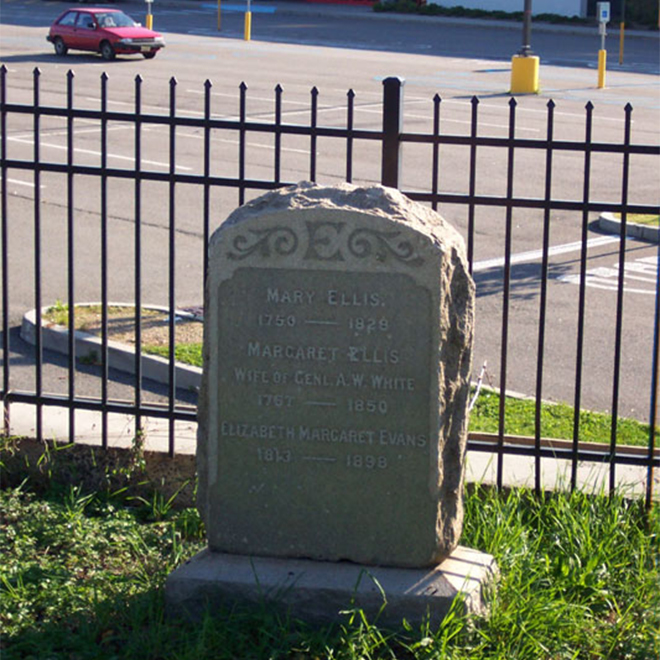 E
MARY ELLIS.
1750 — 1828
MARGARET ELLIS
WIFE OF GENL. A. W. WHITE
1767 — 1850
ELIZABETH MARGARET EVANS
1813 — 1898